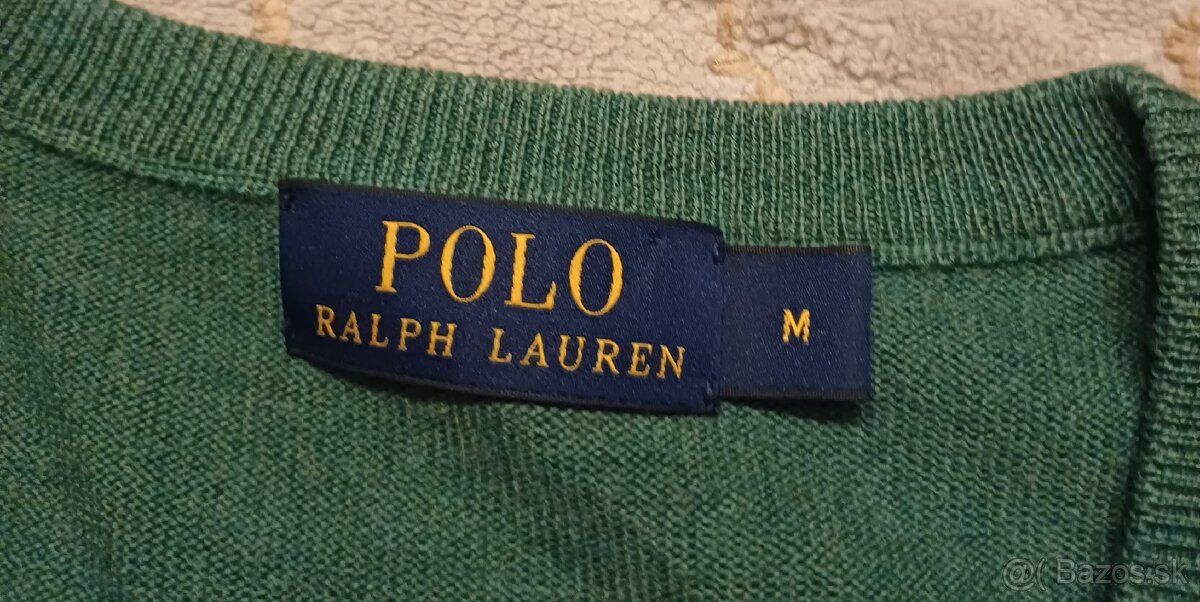 POLO
RALPH LAUREN
M
@( Bazos.sk